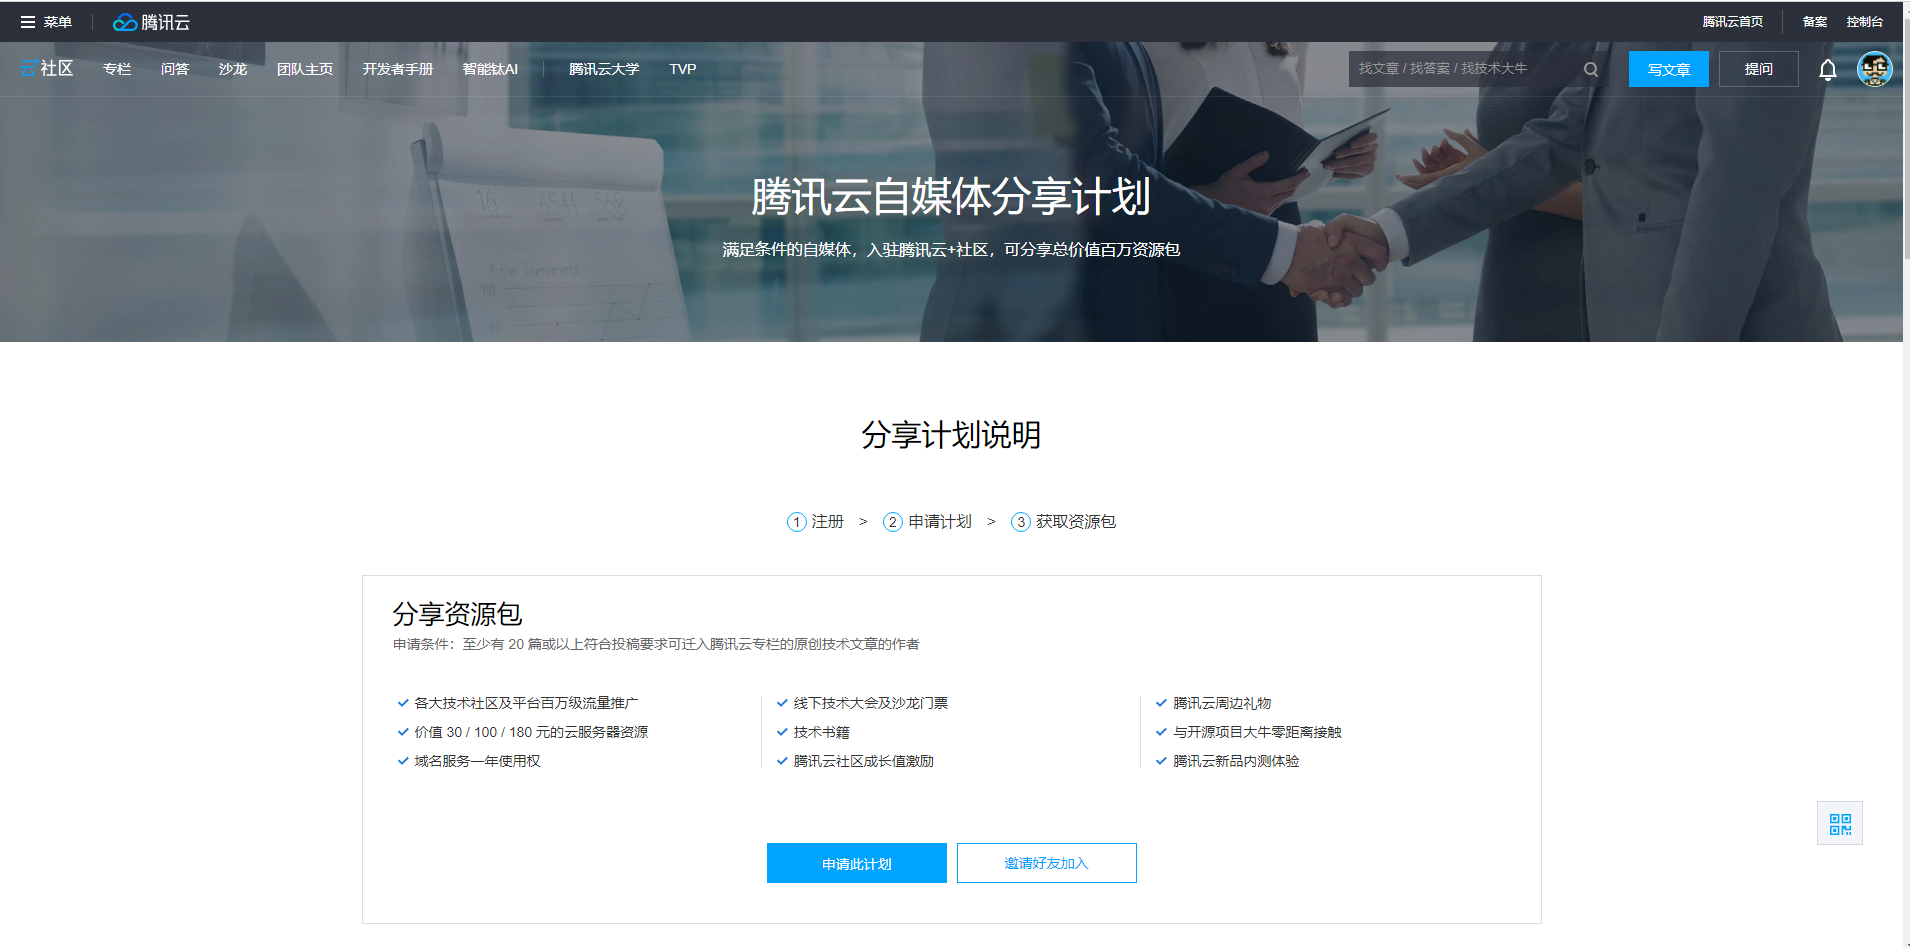 菜单
腾讯云
腾讯云首页
备案
控制台
云+社区
专栏
问答
沙龙
团队主页
开发者手册
智能钛AI
腾讯云大学
TVP
找文章 / 找答案 / 找技术大牛
写文章
提问
腾讯云自媒体分享计划
满足条件的自媒体，入驻腾讯云+社区，可分享总价值百万资源包
16 6544 568
Active Tournaments
分享计划说明
1 注册 > 2 申请计划 > 3 获取资源包
分享资源包
申请条件：至少有 20 篇或以上符合投稿要求可迁入腾讯云专栏的原创技术文章的作者
各大技术社区及平台百万级流量推广
价值 30 / 100 / 180 元的云服务器资源
域名服务一年使用权
线下技术大会及沙龙门票
技术书籍
腾讯云社区成长值激励
腾讯云周边礼物
与开源项目大牛零距离接触
腾讯云新品内测体验
申请此计划
邀请好友加入